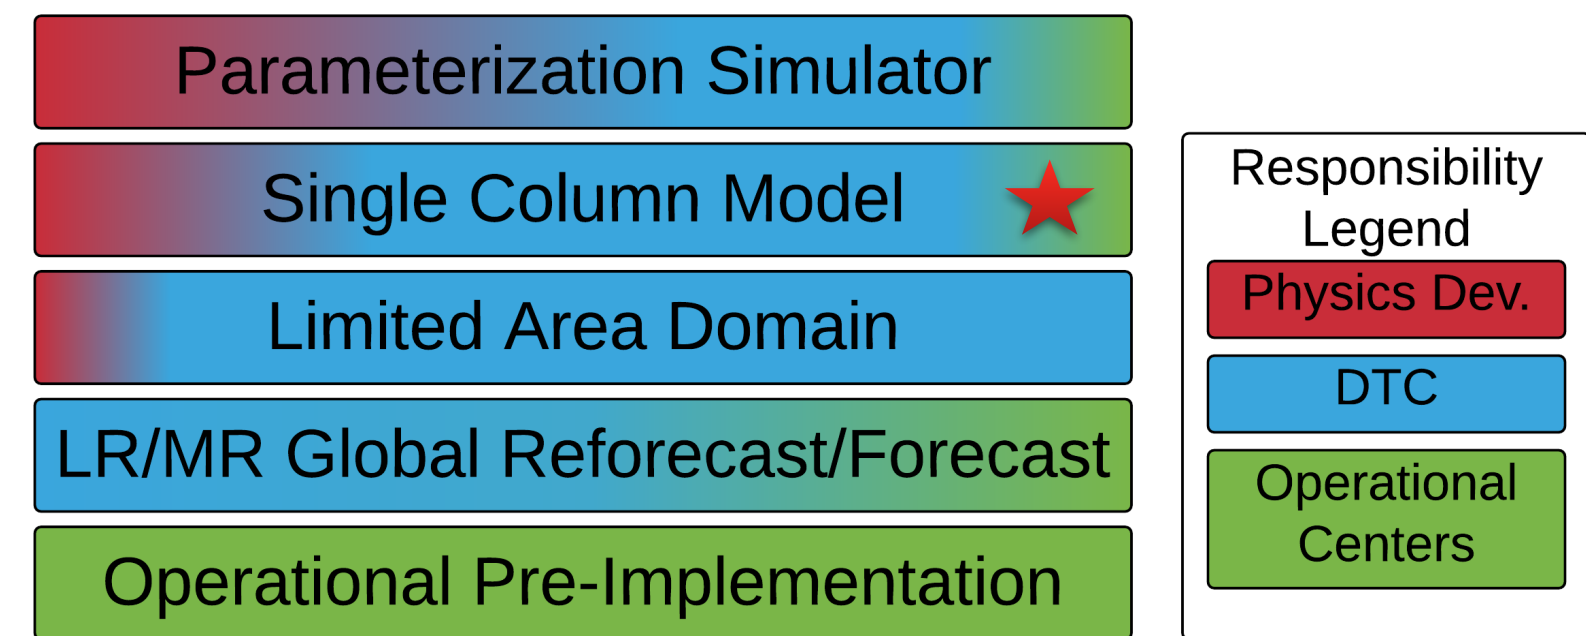 Parameterization Simulator
Single Column Model
Limited Area Domain
LR/MR Global Reforecast/Forecast
Operational Pre-Implementation
Responsibility
Legend
Physics Dev.
DTC
Operational
Centers